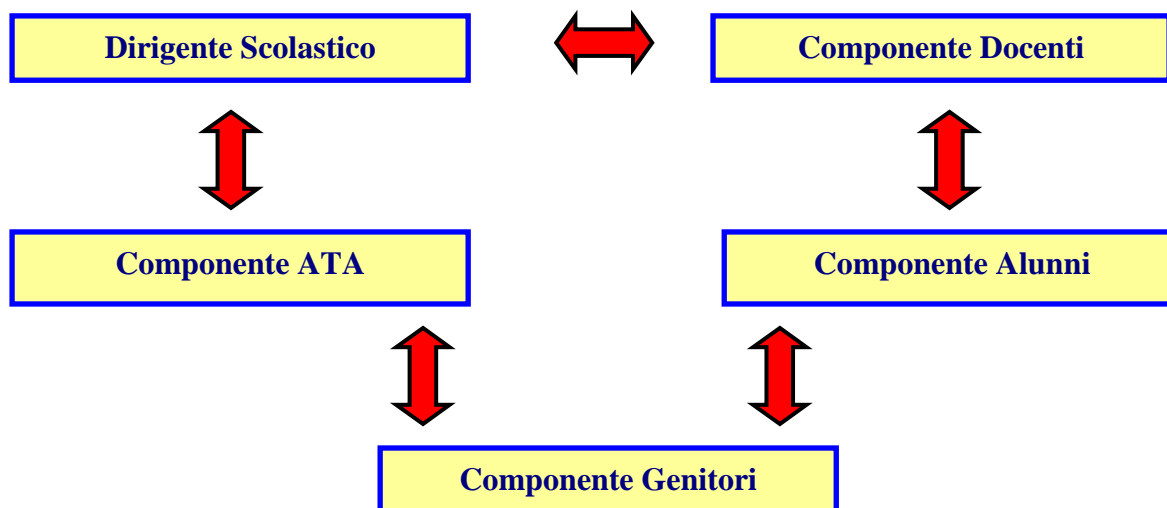 Dirigente Scolastico
Componente Docenti
Componente ATA
Componente Alunni
Componente Genitori